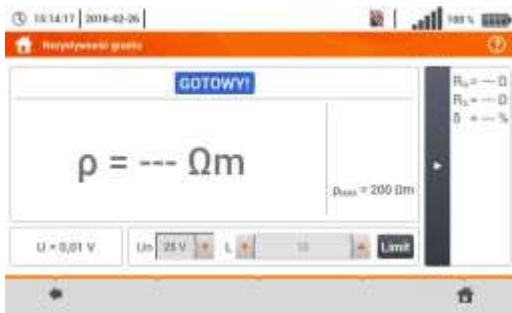 15:14:17 2018-02-26 100 %
Rezystywność gruntu
GOTOWY!
ρ = --- Ωm
ρmax = 200 Ωm
RH = --- Ω
RS = --- Ω
δ = --- %
U = 0,01 V
Un 25 V L Limit